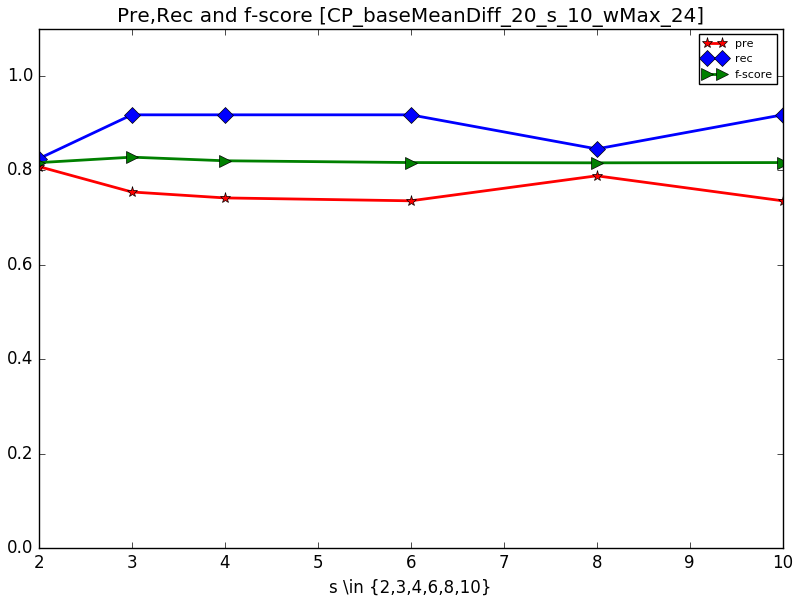 Pre,Rec and f-score [CP_baseMeanDiff_20_s_10_wMax_24]
pre
rec
f-score
1.0
0.8
0.6
0.4
0.2
0.0
2 3 4 5 6 7 8 9 10
s \in {2,3,4,6,8,10}